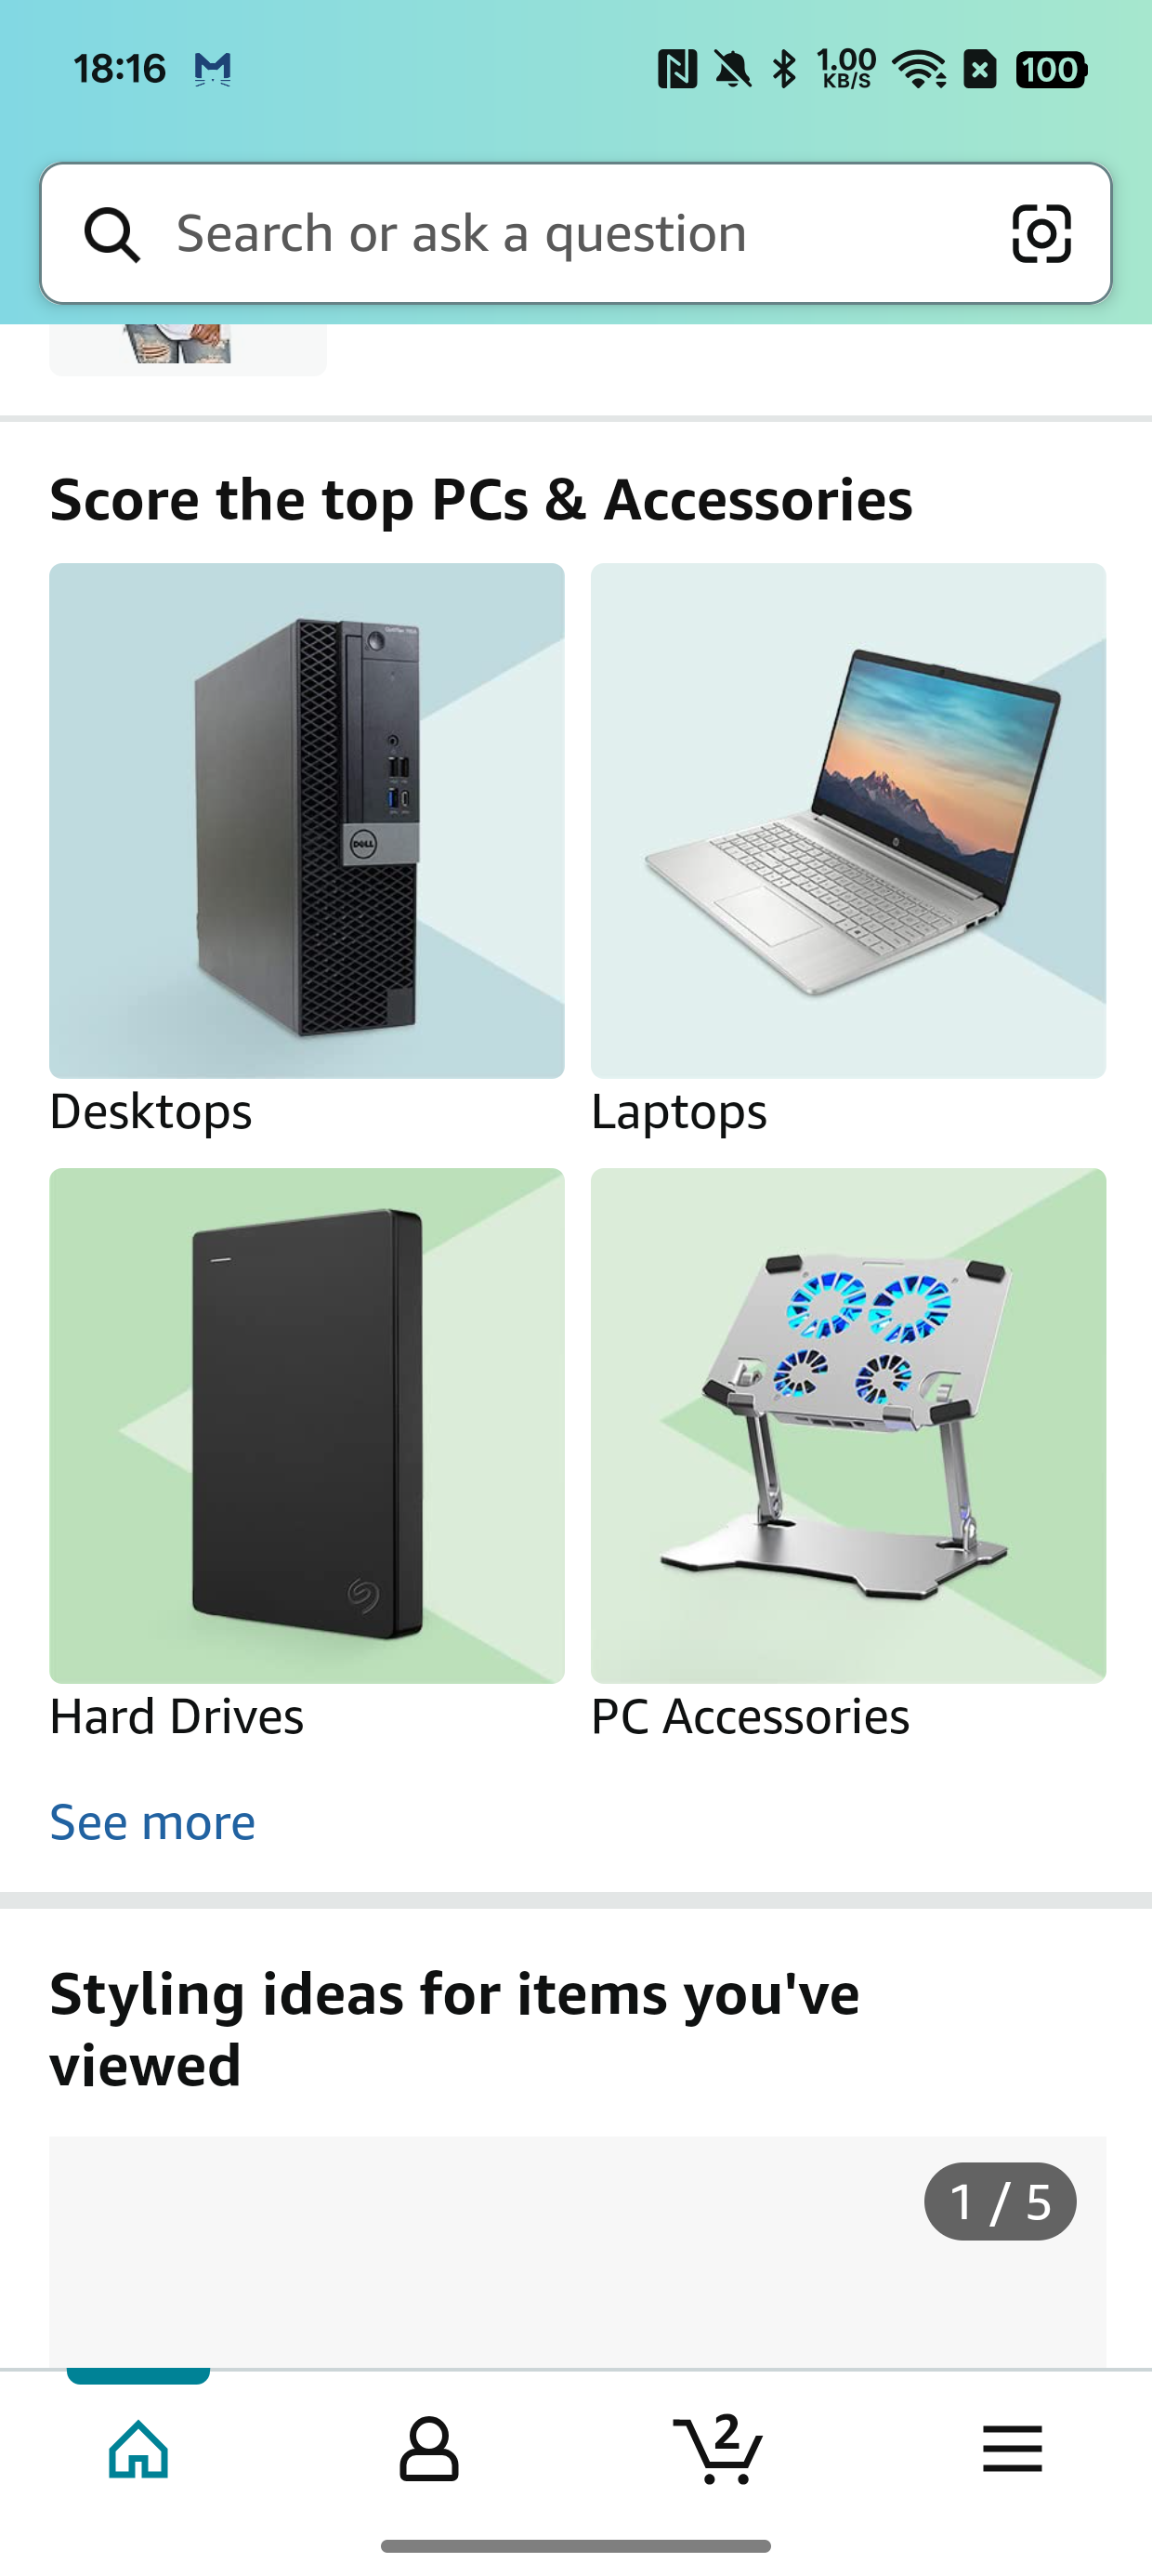 18:16
1.00
KB/S
100
Search or ask a question
Score the top PCs & Accessories
DELL
Desktops
Laptops
Hard Drives
PC Accessories
See more
Styling ideas for items you've
viewed
1 / 5
2